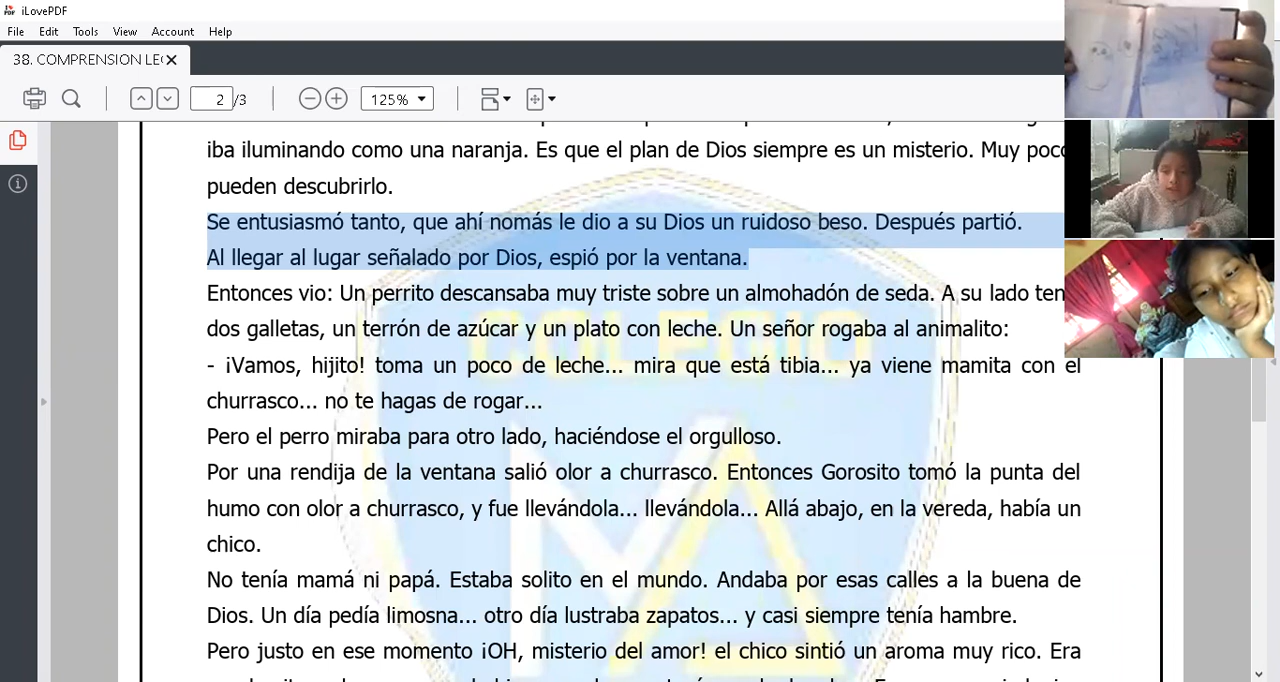 iLovePDF
File Edit Tools View Account Help
38. COMPRENSION LE
2 /3 125%
iba iluminando como una naranja. Es que el plan de Dios siempre es un misterio. Muy poco
pueden descubrirlo.
Se entusiasmó tanto, que ahí nomás le dio a su Dios un ruidoso beso. Después partió.
Al llegar al lugar señalado por Dios, espió por la ventana.
Entonces vio: Un perrito descansaba muy triste sobre un almohadón de seda. A su lado
dos galletas, un terrón de azúcar y un plato con leche. Un señor rogaba al animalito:
- ¡Vamos, hijito! toma un poco de leche... mira que está tibia... ya viene mamita con el
churrasco... no te hagas de rogar...
Pero el perro miraba para otro lado, haciéndose el orgulloso.
Por una rendija de la ventana salió olor a churrasco. Entonces Gorosito tomó la punta del
humo con olor a churrasco, y fue llevándola... llevándola... Allá abajo, en la vereda, había un
chico.
No tenía mamá ni papá. Estaba solito en el mundo. Andaba por esas calles a la buena de
Dios. Un día pedía limosna... otro día lustraba zapatos... y casi siempre tenía hambre.
Pero justo en ese momento ¡OH, misterio del amor! el chico sintió un aroma muy rico. Era
COLEGIO